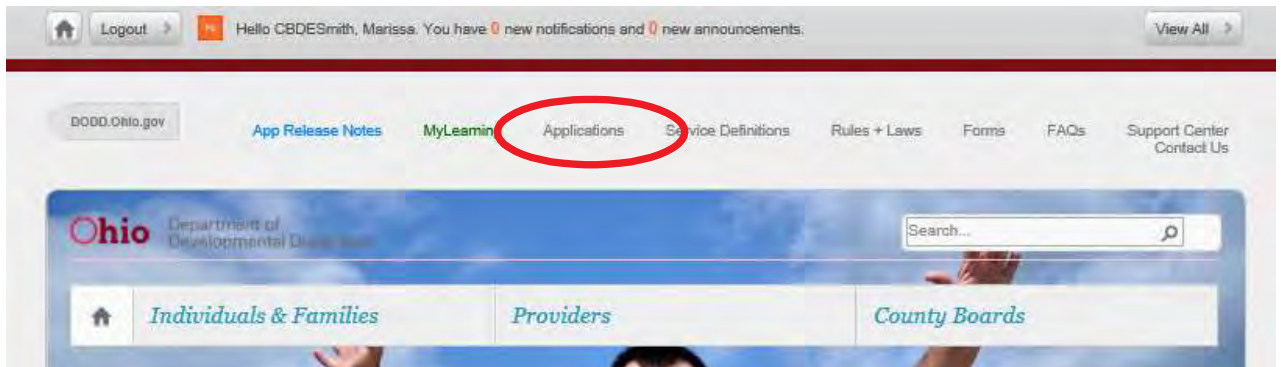 Logout Hello CBDESmith, Marissa. You have 0 new notifications and 0 new announcements. View All
DODD.Ohio.gov App Release Notes MyLearning Applications Service Definitions Rules + Laws Forms FAQs Support Center
Contact Us
Ohio Department of
Developmental
Search...
Individuals & Families Providers County Boards